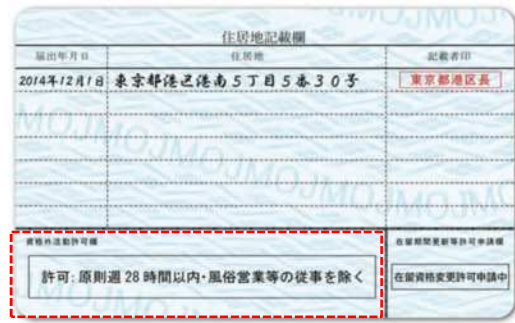 住居地記載欄
届出年月日 住居地 記載者印
2014年12月1日 東京都港区港南5丁目5番30号 東京都港区長
MOJMOJMOJMOJMOJMO
資格外活動許可欄 在留期間更新等許可申請欄
許可:原則週28時間以内・風俗営業等の従事を除く 在留資格変更許可申請中